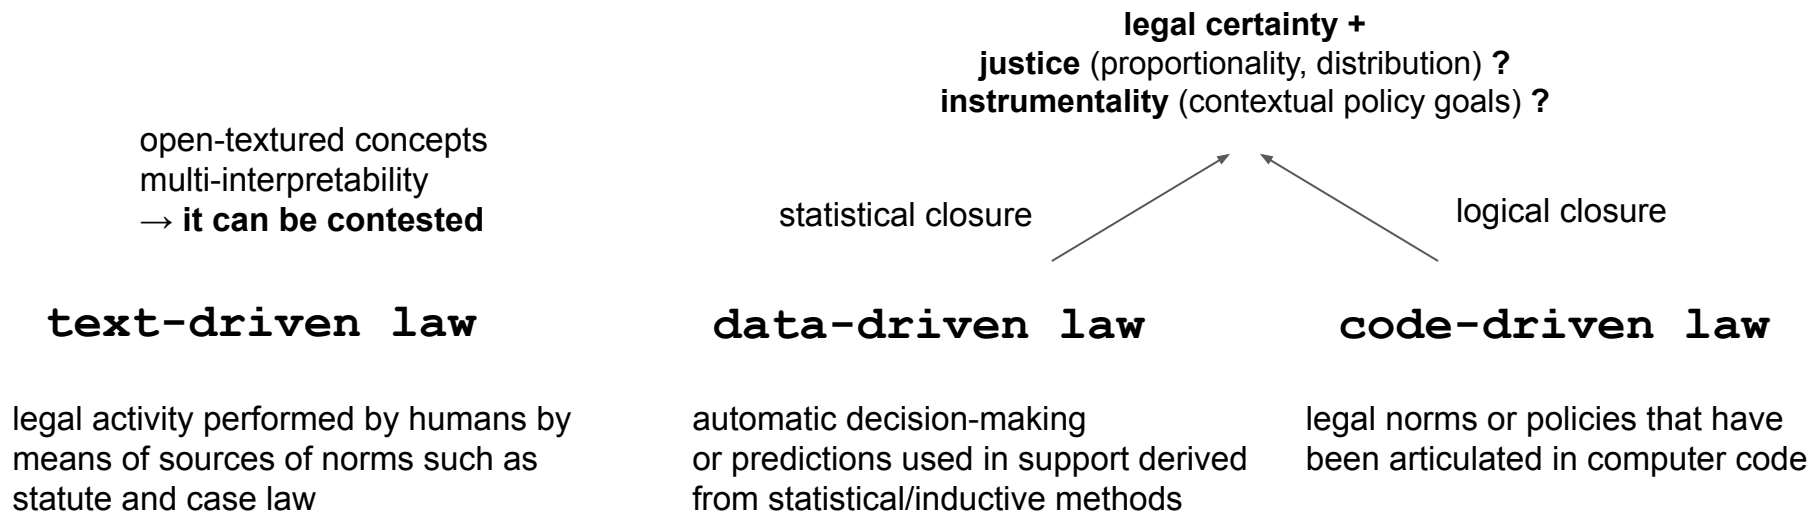 legal certainty +
justice (proportionality, distribution) ?
instrumentality (contextual policy goals) ?
open-textured concepts
multi-interpretability
→ it can be contested
statistical closure
logical closure
text-driven law
data-driven law
code-driven law
legal activity performed by humans by
means of sources of norms such as
statute and case law
automatic decision-making
or predictions used in support derived
from statistical/inductive methods
legal norms or policies that have
been articulated in computer code